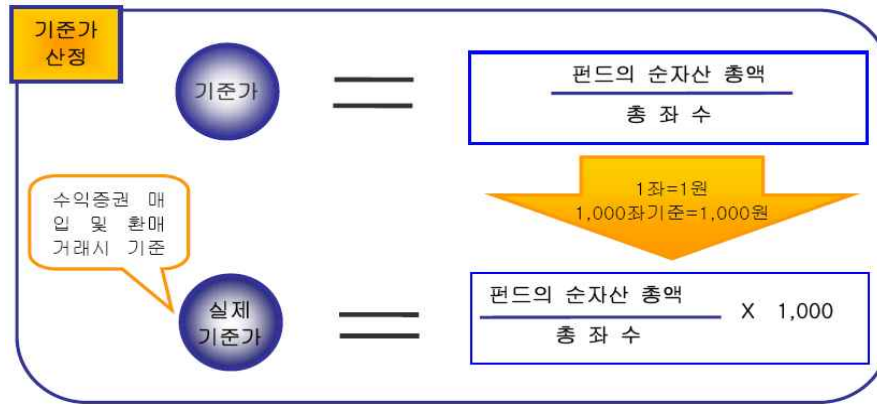 기준가
산정
기준가
펀드의 순자산 총액
총 좌 수
1좌=1원
1,000좌기준=1,000원
수익증권 매
입 및 환매
거래시 기준
실제
기준가
펀드의 순자산 총액
총 좌 수
X 1,000